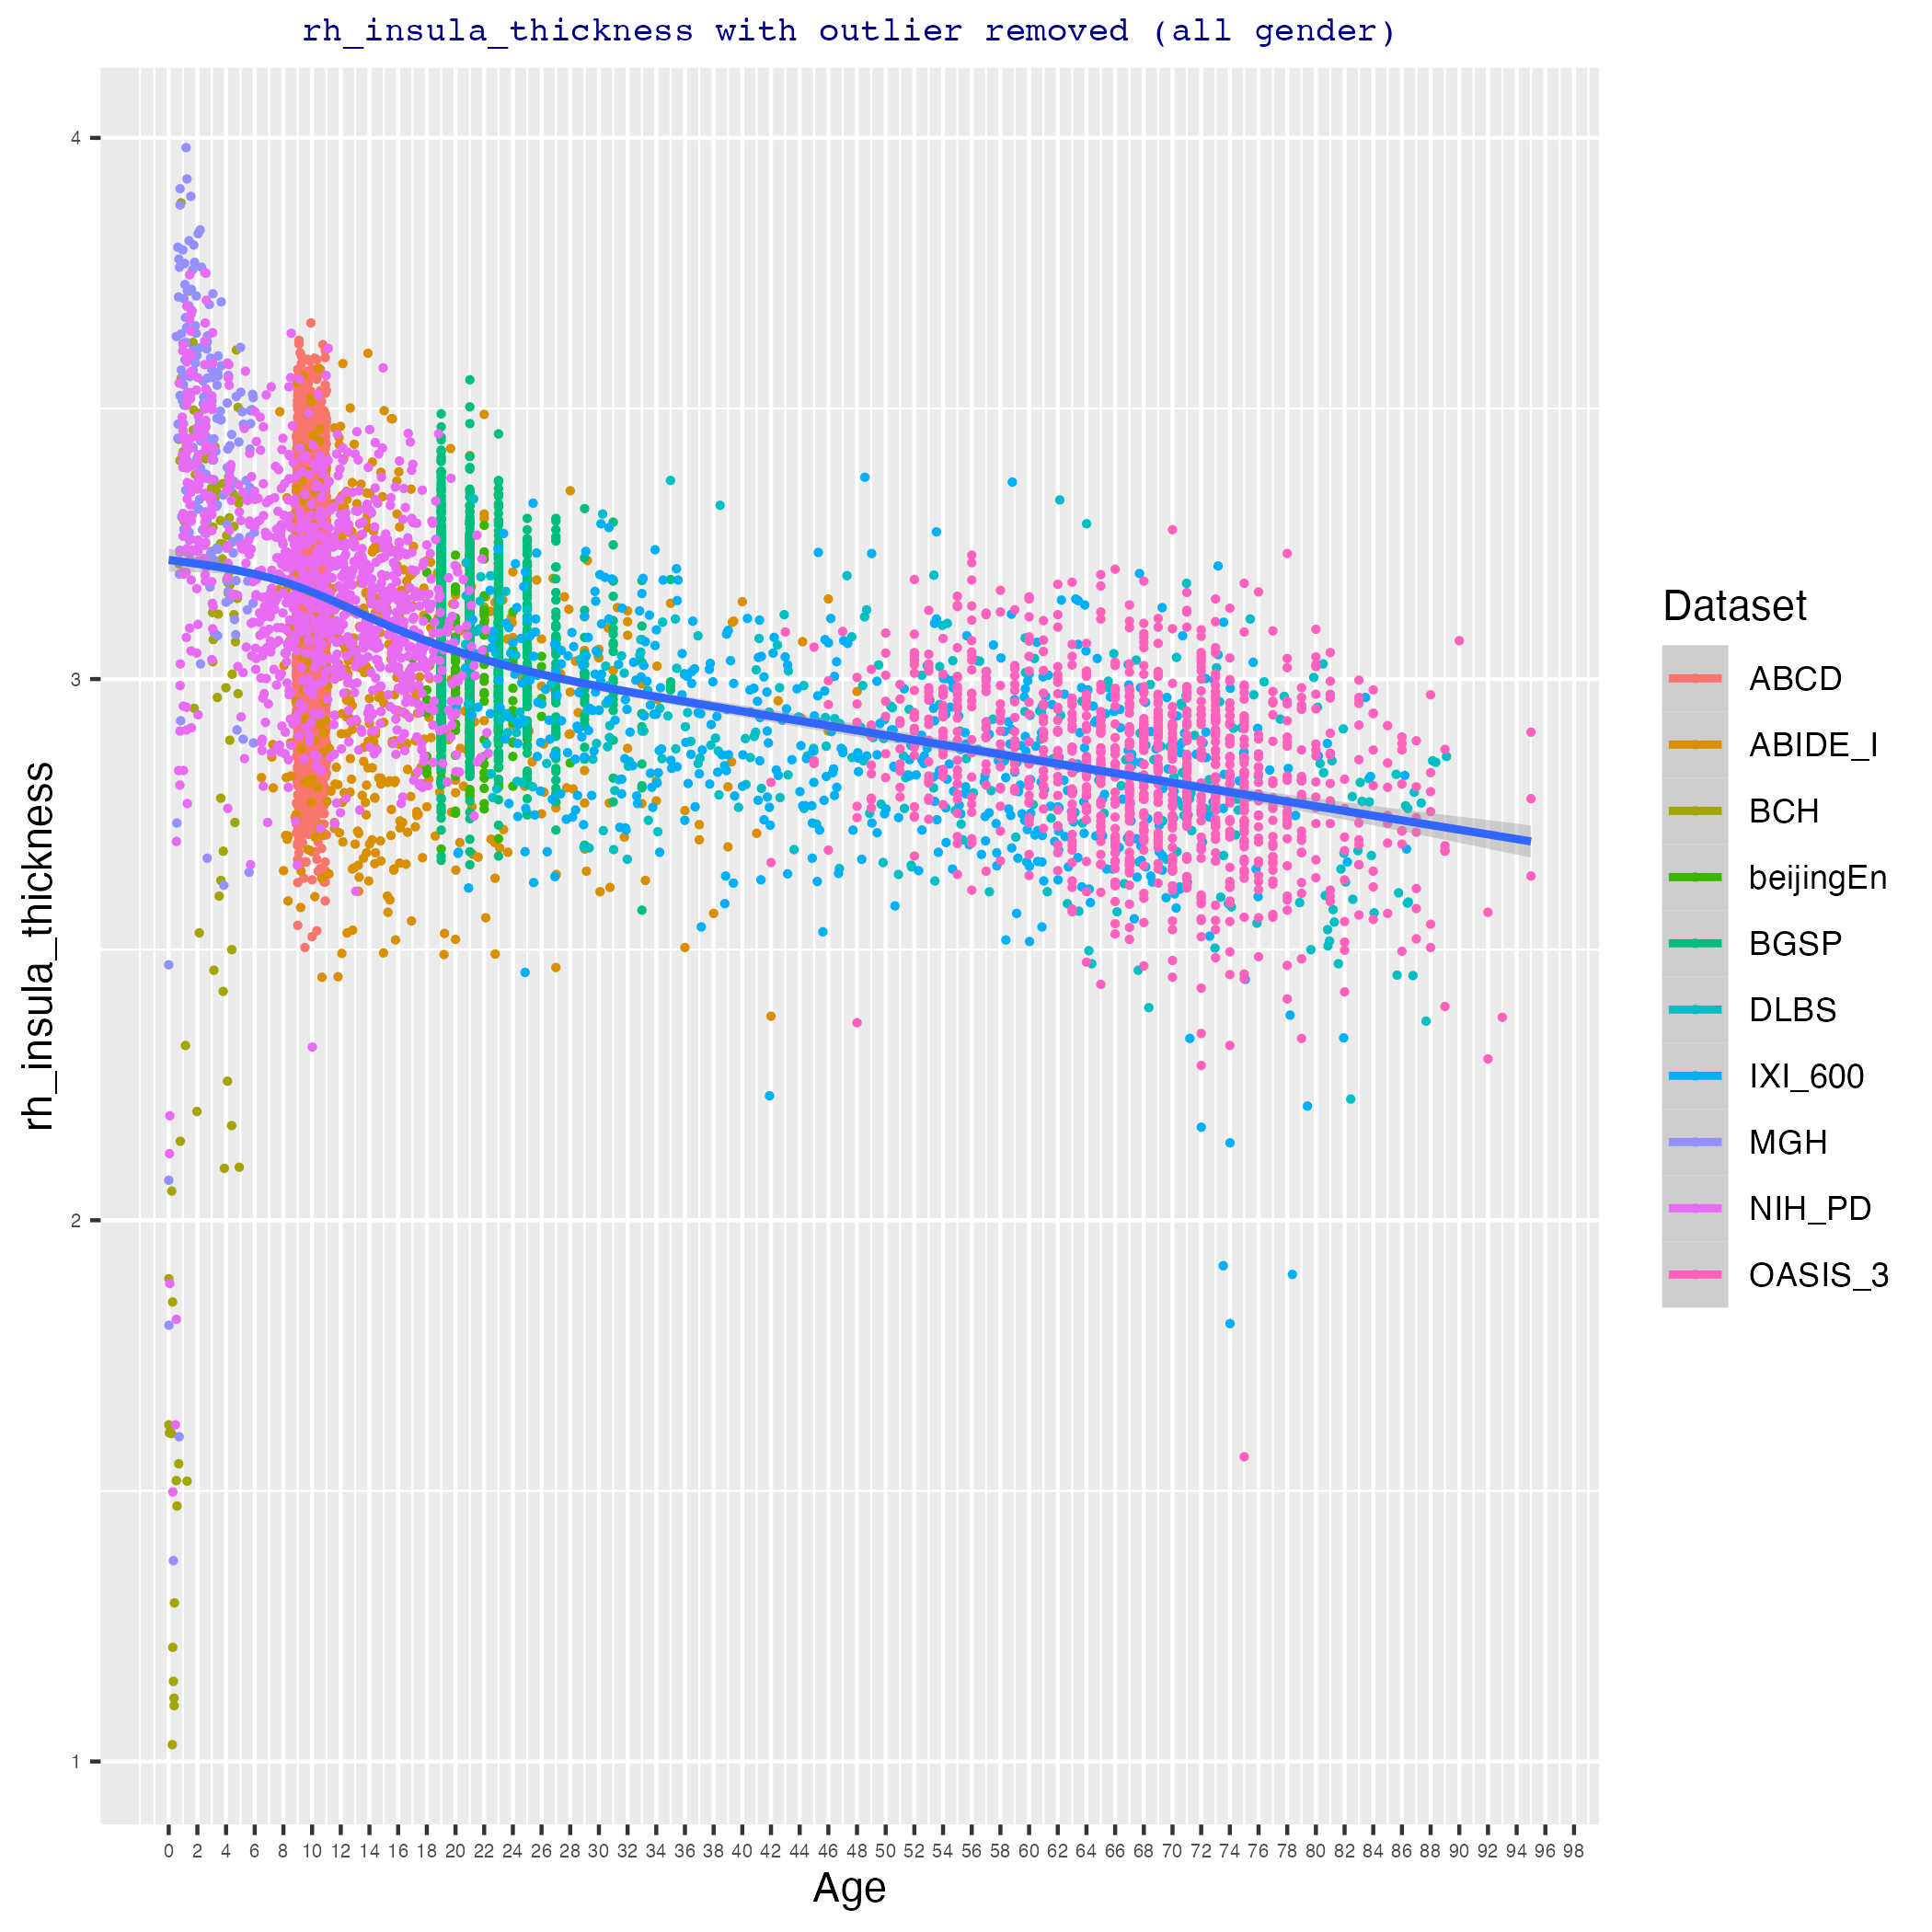 rh_insula_thickness with outlier removed (all gender)
4
3
2
1
rh_insula_thickness
0 2 4 6 8 10 12 14 16 18 20 22 24 26 28 30 32 34 36 38 40 42 44 46 48 50 52 54 56 58 60 62 64 66 68 70 72 74 76 78 80 82 84 86 88 90 92 94 96 98
Age
Dataset
ABCD
ABIDE_I
BCH
beijingEn
BGSP
DLBS
IXI_600
MGH
NIH_PD
OASIS_3